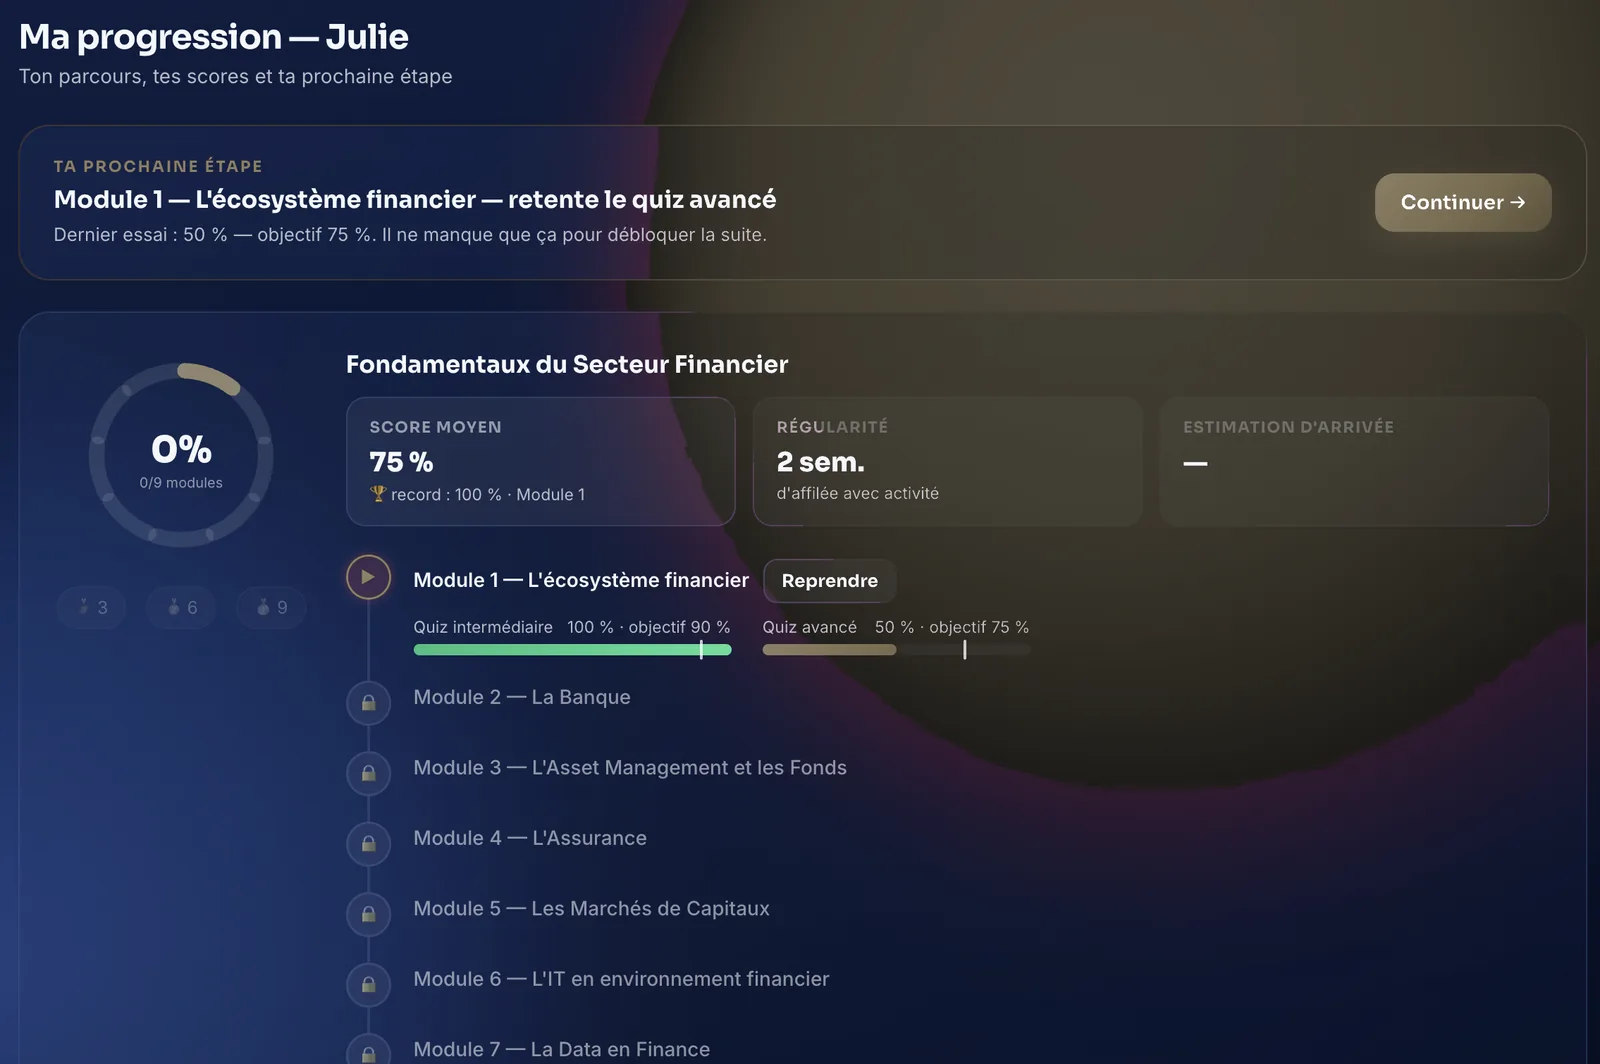 Ma progression — Julie
Ton parcours, tes scores et ta prochaine étape
TA PROCHAINE ÉTAPE
Module 1 — L'écosystème financier — retente le quiz avancé
Dernier essai : 50 % — objectif 75 %. Il ne manque que ça pour débloquer la suite.
Continuer →
0%
0/9 modules
3
6
9
Fondamentaux du Secteur Financier
SCORE MOYEN
75 %
🏆 record : 100 % · Module 1
RÉGULARITÉ
2 sem.
d'affilée avec activité
ESTIMATION D'ARRIVÉE
—
Module 1 — L'écosystème financier
Reprendre
Quiz intermédiaire 100 % · objectif 90 %
Quiz avancé 50 % · objectif 75 %
Module 2 — La Banque
Module 3 — L'Asset Management et les Fonds
Module 4 — L'Assurance
Module 5 — Les Marchés de Capitaux
Module 6 — L'IT en environnement financier
Module 7 — La Data en Finance